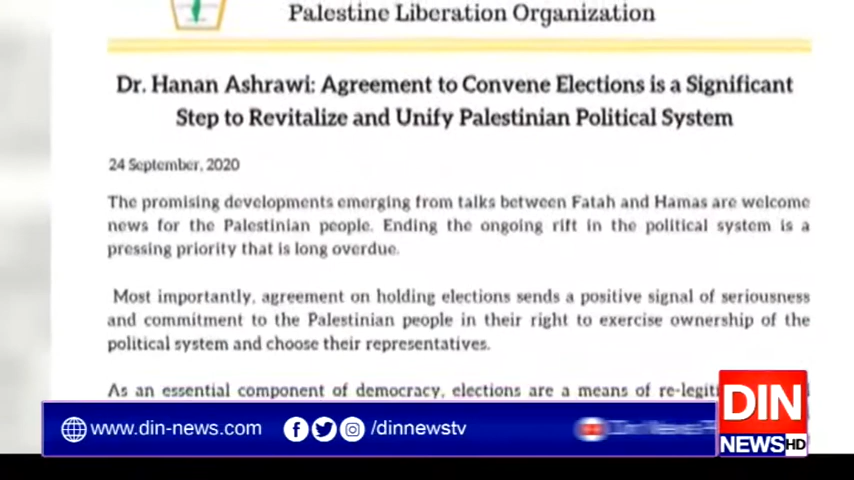 Palestine Liberation Organization
Dr. Hanan Ashrawi: Agreement to Convene Elections is a Significant
Step to Revitalize and Unify Palestinian Political System
24 September, 2020
The promising developments emerging from talks between Fatah and Hamas are welcome
news for the Palestinian people. Ending the ongoing rift in the political system is a
pressing priority that is long overdue.
Most importantly, agreement on holding elections sends a positive signal of seriousness
and commitment to the Palestinian people in their right to exercise ownership of the
political system and choose their representatives.
As an essential component of democracy, elections are a means of
www.din-news.com
/dinnewstv
DIN
NEWS HD